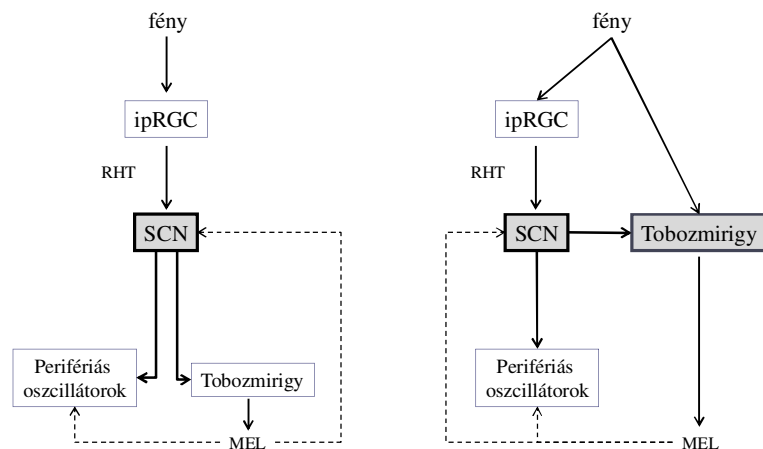 fény
ipRGC
RHT
SCN
Perifériás
oszcillátorok
Tobozmirigy
MEL
fény
ipRGC
RHT
SCN
Tobozmirigy
Perifériás
oszcillátorok
MEL